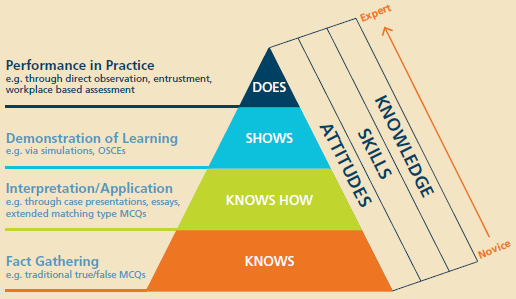 Expert
Performance in Practice
e.g. through direct observation, entrustment,
workplace based assessment
DOES
Demonstration of Learning
e.g. via simulations, OSCEs
SHOWS
Interpretation/Application
e.g. through case presentations, essays,
extended matching type MCQs
KNOWS HOW
Fact Gathering
e.g. traditional true/false MCQs
KNOWS
ATTITUDES
SKILLS
KNOWLEDGE
Novice